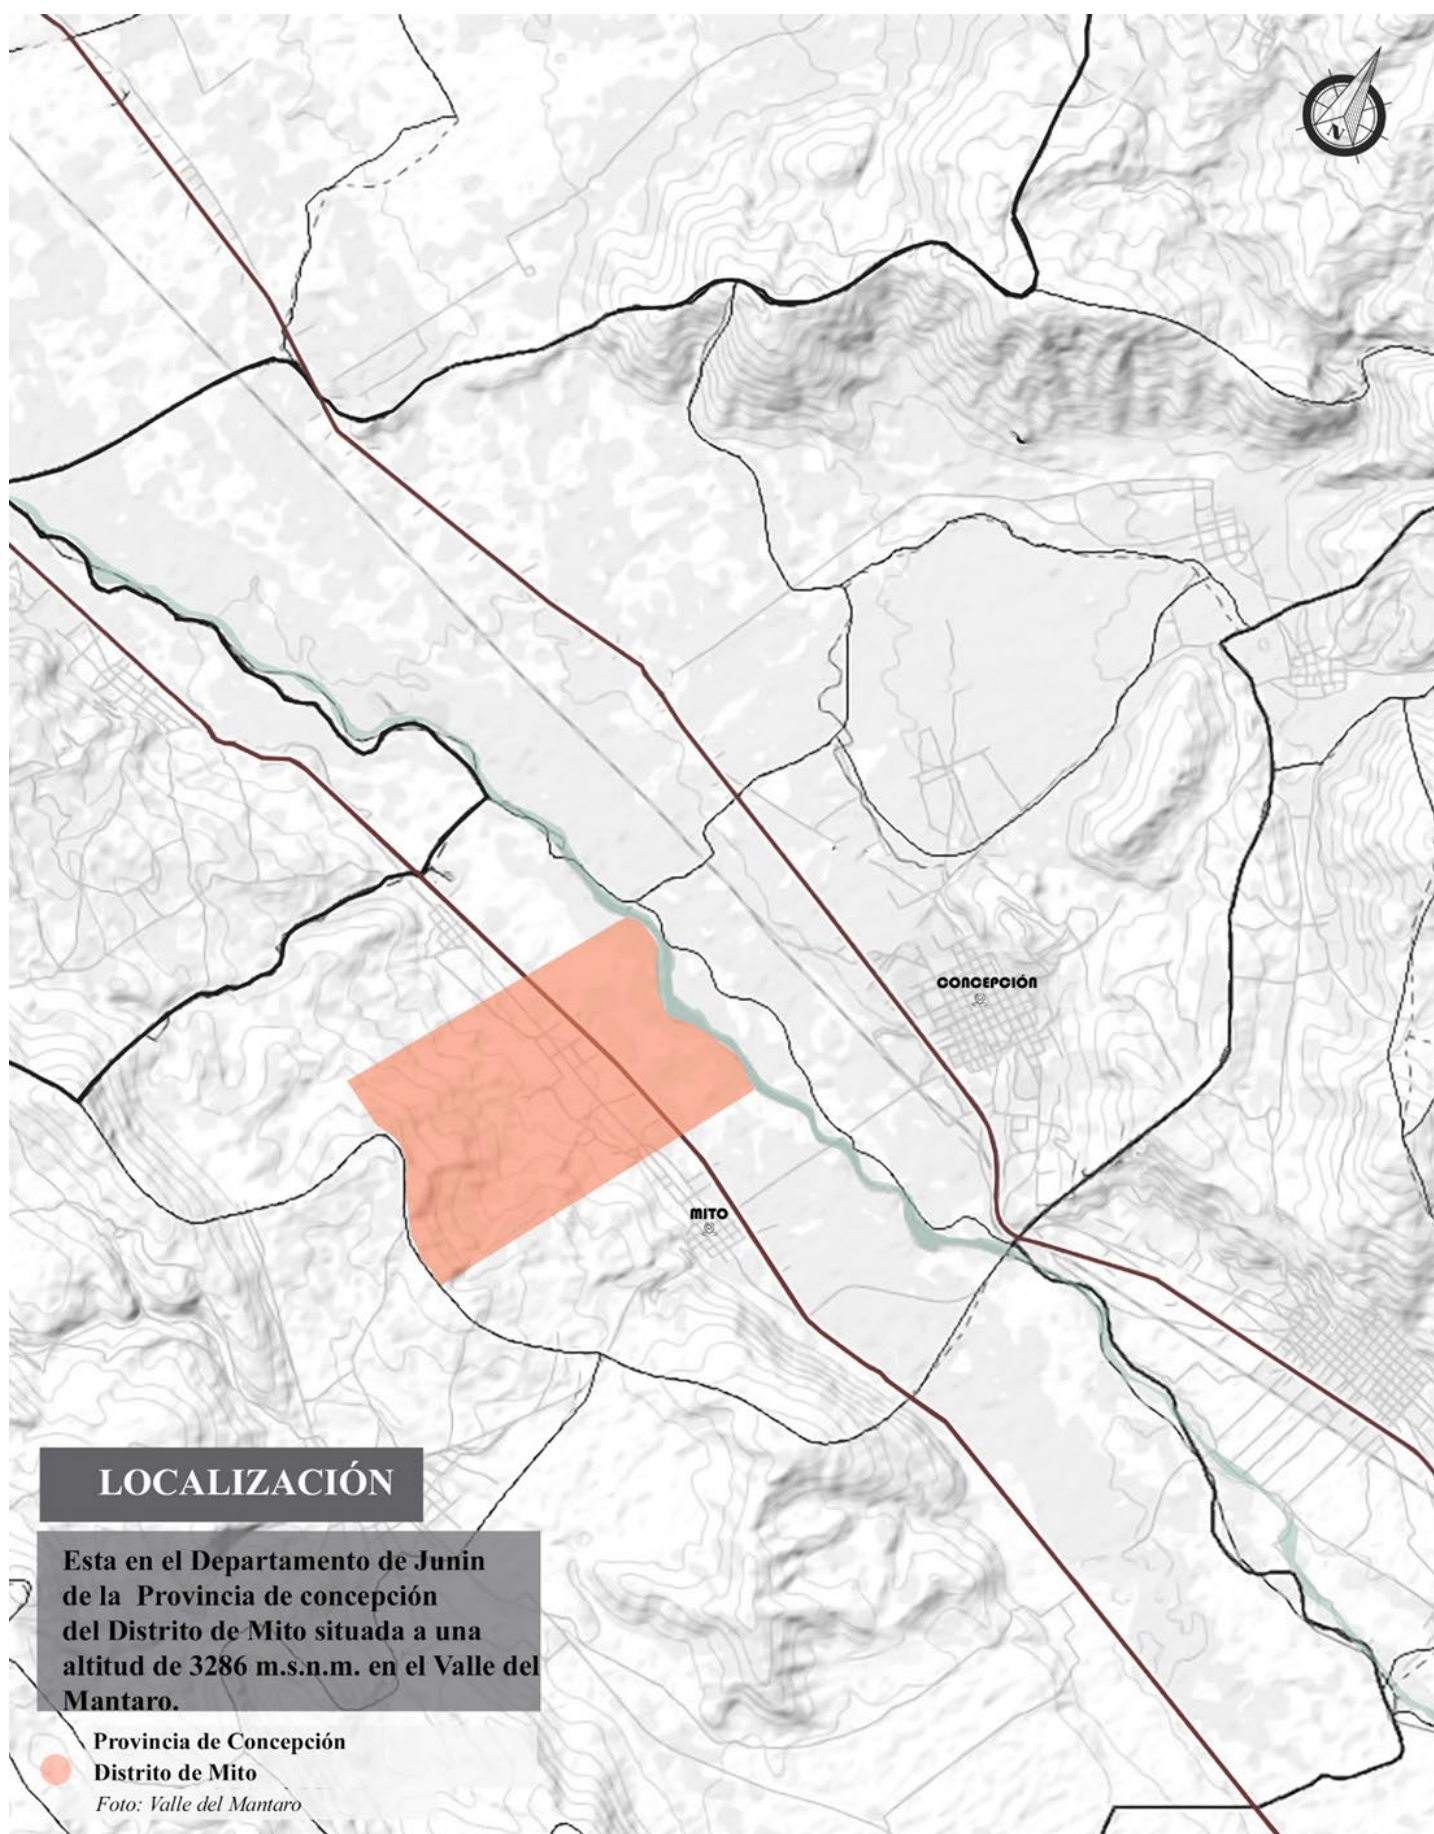 N
CONCEPCIÓN
MITO
LOCALIZACIÓN
Esta en el Departamento de Junin
de la Provincia de concepción
del Distrito de Mito situada a una
altitud de 3286 m.s.n.m. en el Valle del
Mantaro.
Provincia de Concepción
Distrito de Mito
Foto: Valle del Mantaro